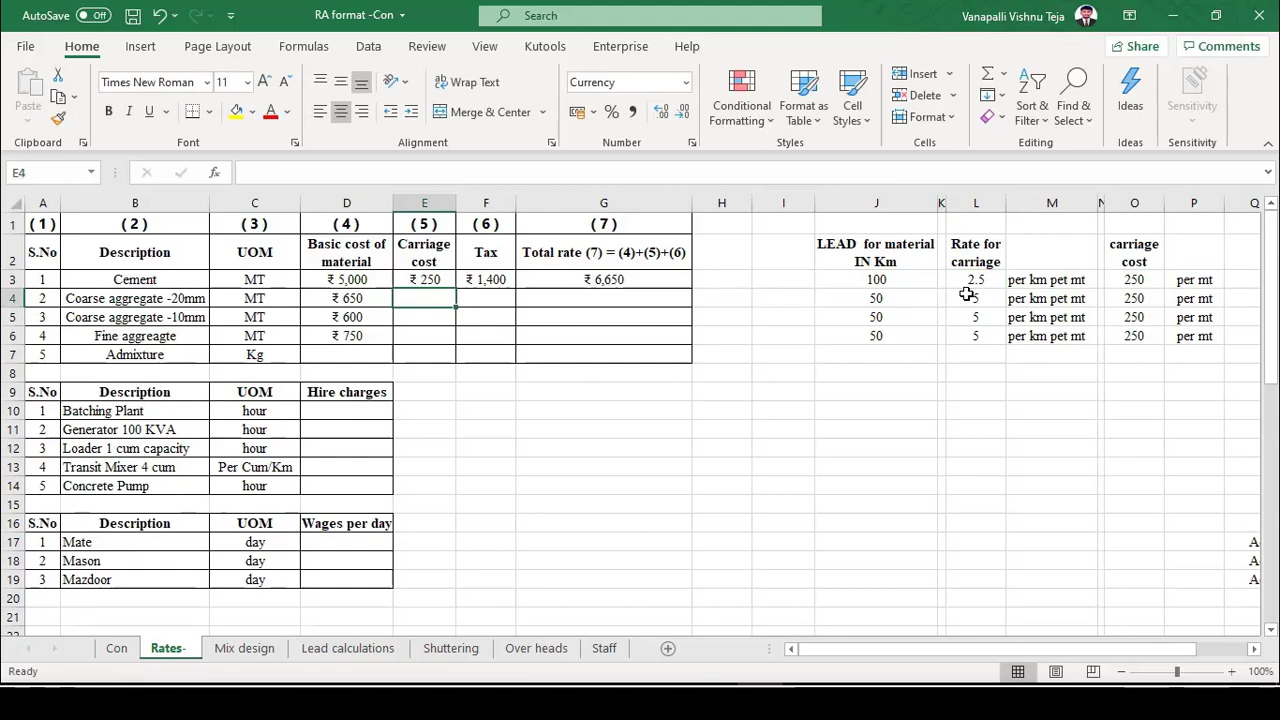 AutoSave Off RA format -Con Search Vanapalli Vishnu Teja
File Home Insert Page Layout Formulas Data Review View Kutools Enterprise Help Share Comments
Paste Times New Roman 11 Wrap Text Currency Conditional Formatting Format as Table Cell Styles Insert Sort & Filter Find & Select Ideas Sensitivity
B I U Merge & Center % Delete
Format
Clipboard Font Alignment Number Styles Cells Editing Ideas Sensitivity
E4 fx
A B C D E F G H I J K L M N O P Q
1 ( 1 ) ( 2 ) ( 3 ) ( 4 ) ( 5 ) ( 6 ) ( 7 )
2 S.No Description UOM Basic cost of material Carriage cost Tax Total rate (7) = (4)+(5)+(6) LEAD for material IN Km Rate for carriage carriage cost
3 1 Cement MT ₹ 5,000 ₹ 250 ₹ 1,400 ₹ 6,650 100 2.5 per km pet mt 250 per mt
4 2 Coarse aggregate -20mm MT ₹ 650 50 5 per km pet mt 250 per mt
5 3 Coarse aggregate -10mm MT ₹ 600 50 5 per km pet mt 250 per mt
6 4 Fine aggreagte MT ₹ 750 50 5 per km pet mt 250 per mt
7 5 Admixture Kg
8
9 S.No Description UOM Hire charges
10 1 Batching Plant hour
11 2 Generator 100 KVA hour
12 3 Loader 1 cum capacity hour
13 4 Transit Mixer 4 cum Per Cum/Km
14 5 Concrete Pump hour
15
16 S.No Description UOM Wages per day
17 1 Mate day A
18 2 Mason day A
19 3 Mazdoor day A
20
21
Con Rates- Mix design Lead calculations Shuttering Over heads Staff
Ready 100%